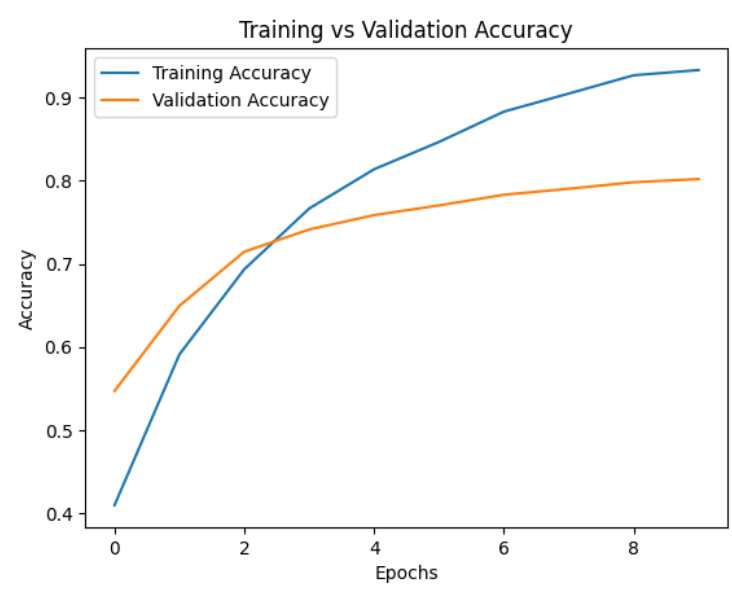 Training vs Validation Accuracy
Training Accuracy
Validation Accuracy
Accuracy
0.9
0.8
0.7
0.6
0.5
0.4
0 2 4 6 8
Epochs